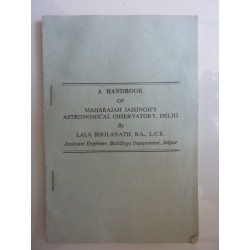 A HANDBOOK
OF
MAHARAJAH JAISINGH'S
ASTRONOMICAL OBSERVATORY, DELHI
By
LALA BHOLANATH, B.A., L.C.E.
Assistant Engineer, Buildings Department, Jaipur